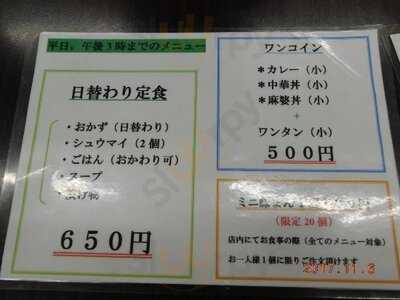 平日，午後3時までのメニュー
日替わり定食
・おかず（日替わり）
・シュウマイ（2個）
・ごはん（おかわり可）
・スープ
650円
ワンコイン
＊カレー（小）
＊中華丼（小）
＊麻婆丼（小）
+
ワンタン（小）
500円
ミニ
（限定20個）
店内にてお食事の際（全てのメニュー対象）
お一人様1個に限りご注文頂けます
2017.11.3